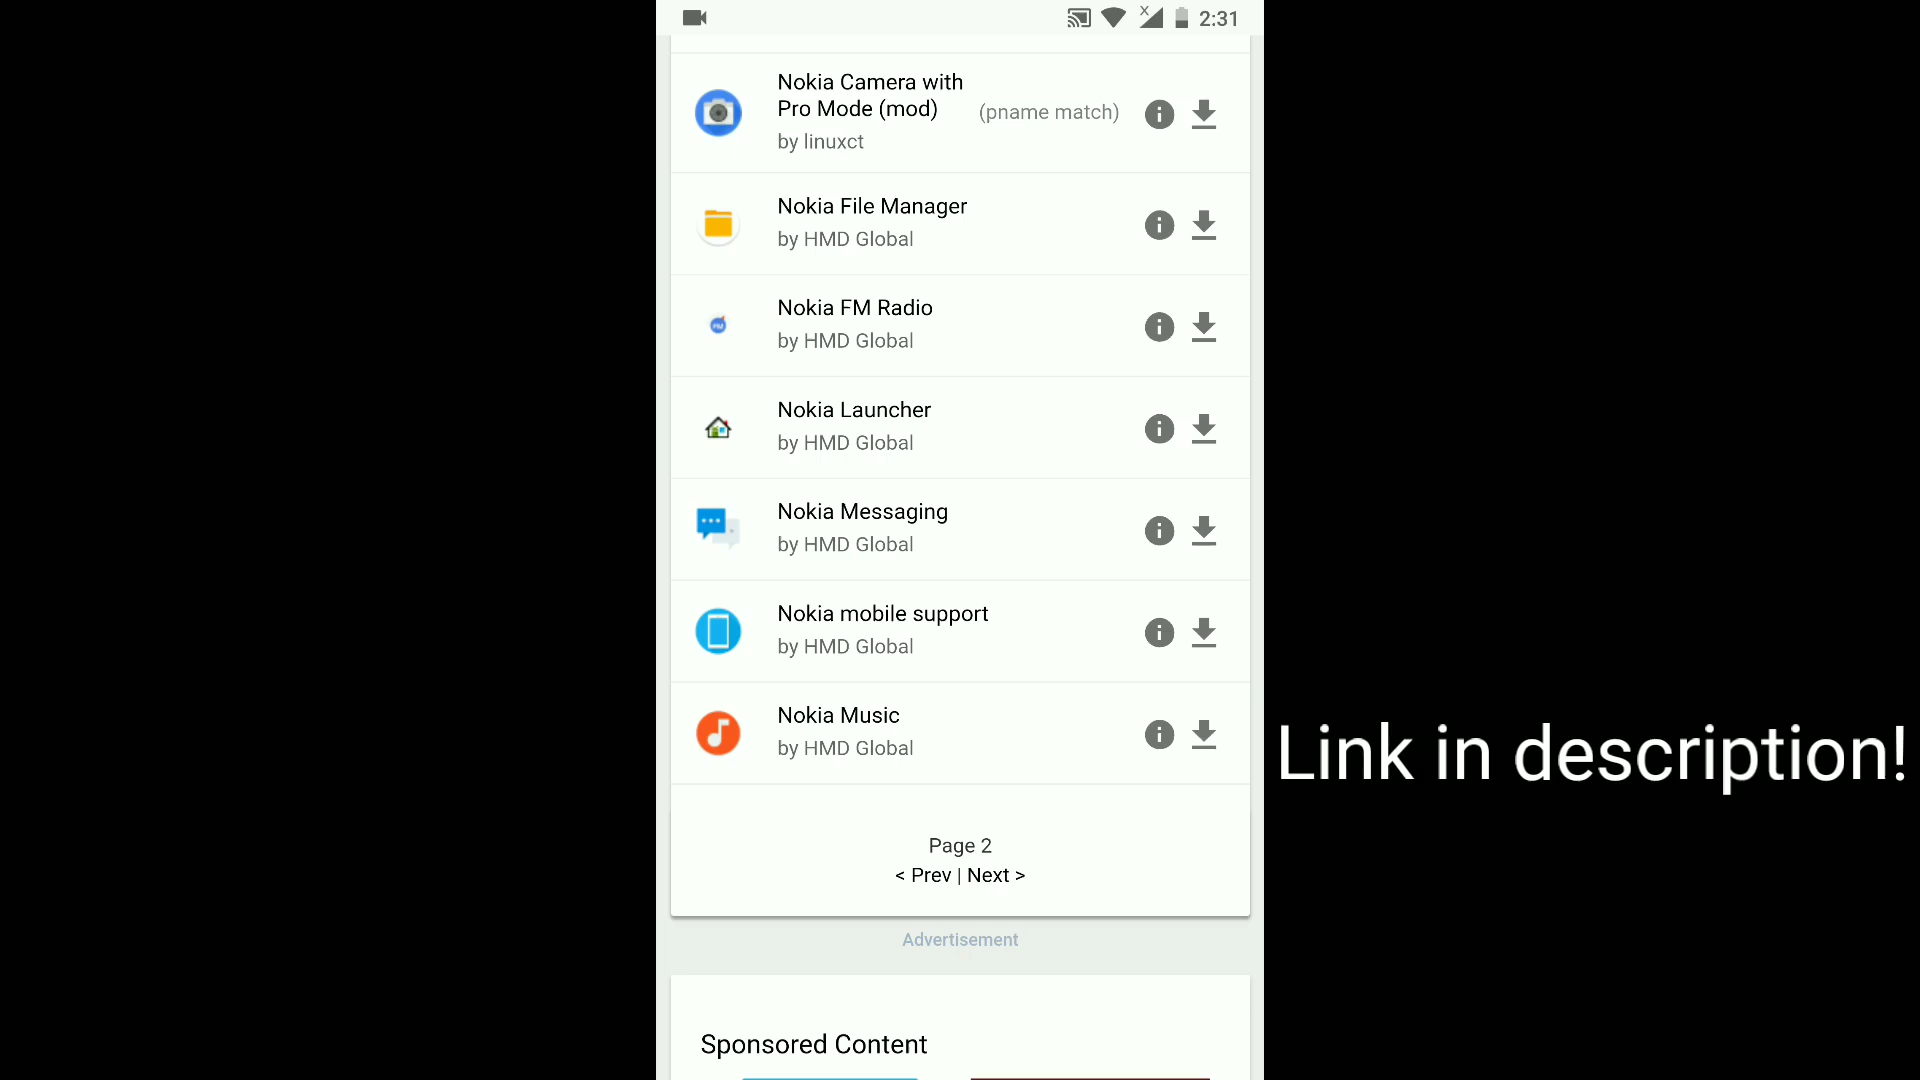 2:31
Nokia Camera with
Pro Mode (mod)
(pname match)
by linuxct
Nokia File Manager
by HMD Global
Nokia FM Radio
by HMD Global
Nokia Launcher
by HMD Global
Nokia Messaging
by HMD Global
Nokia mobile support
by HMD Global
Nokia Music
by HMD Global
Link in description!
Page 2
< Prev | Next >
Advertisement
Sponsored Content